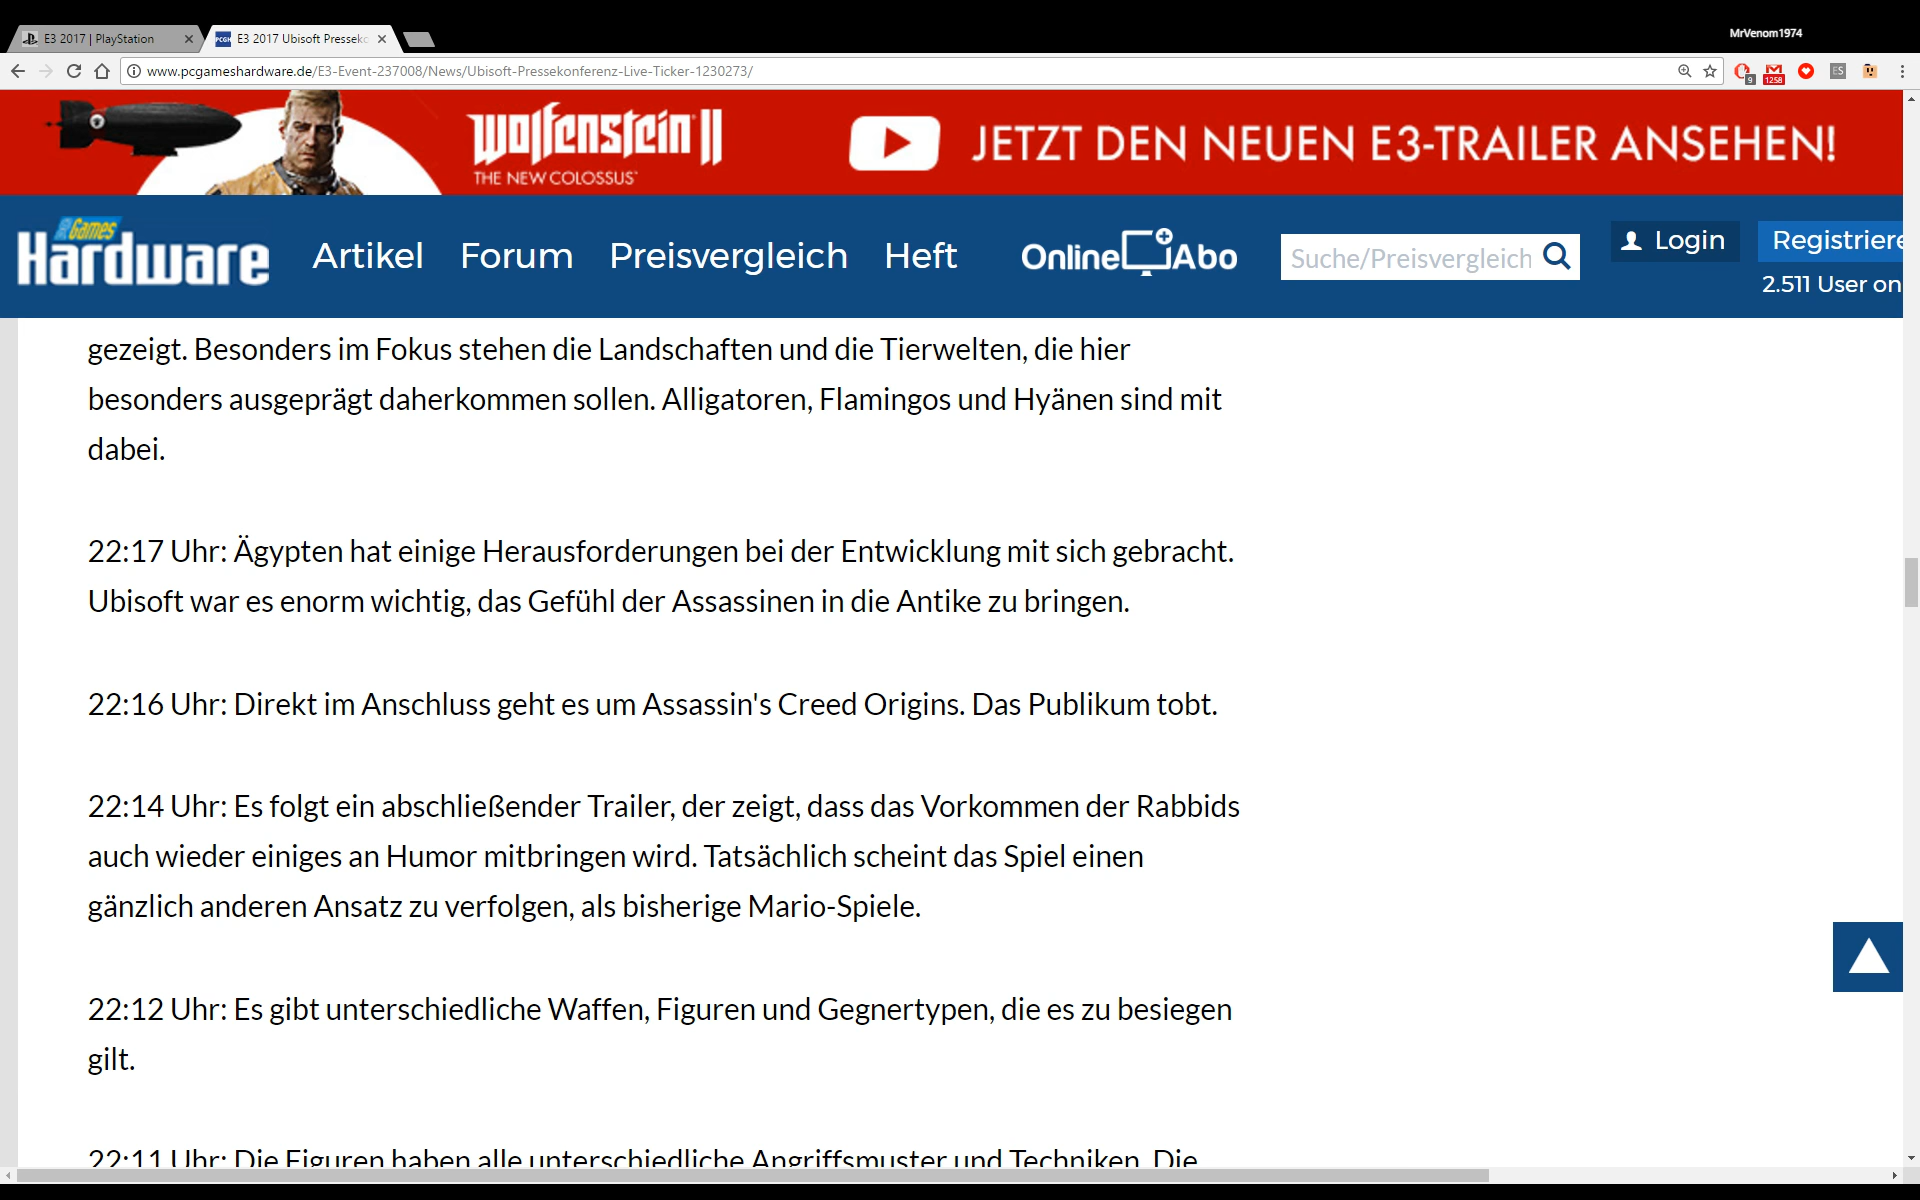 MrVenom1974
E3 2017 | PlayStation
E3 2017 Ubisoft Pressek
www.pcgameshardware.de/E3-Event-237008/News/Ubisoft-Pressekonferenz-Live-Ticker-1230273/
9
1258
ES
Wolfenstein II
THE NEW COLOSSUS
JETZT DEN NEUEN E3-TRAILER ANSEHEN!
PC Games
Hardware
Artikel Forum Preisvergleich Heft
Online Abo
Suche/Preisvergleich
Login
Registriere
2.511 User on
gezeigt. Besonders im Fokus stehen die Landschaften und die Tierwelten, die hier
besonders ausgeprägt daherkommen sollen. Alligatoren, Flamingos und Hyänen sind mit
dabei.
22:17 Uhr: Ägypten hat einige Herausforderungen bei der Entwicklung mit sich gebracht.
Ubisoft war es enorm wichtig, das Gefühl der Assassinen in die Antike zu bringen.
22:16 Uhr: Direkt im Anschluss geht es um Assassin's Creed Origins. Das Publikum tobt.
22:14 Uhr: Es folgt ein abschließender Trailer, der zeigt, dass das Vorkommen der Rabbids
auch wieder einiges an Humor mitbringen wird. Tatsächlich scheint das Spiel einen
gänzlich anderen Ansatz zu verfolgen, als bisherige Mario-Spiele.
22:12 Uhr: Es gibt unterschiedliche Waffen, Figuren und Gegnertypen, die es zu besiegen
gilt.
22:11 Uhr: Die Figuren haben alle unterschiedliche Angriffsmuster und Techniken. Die